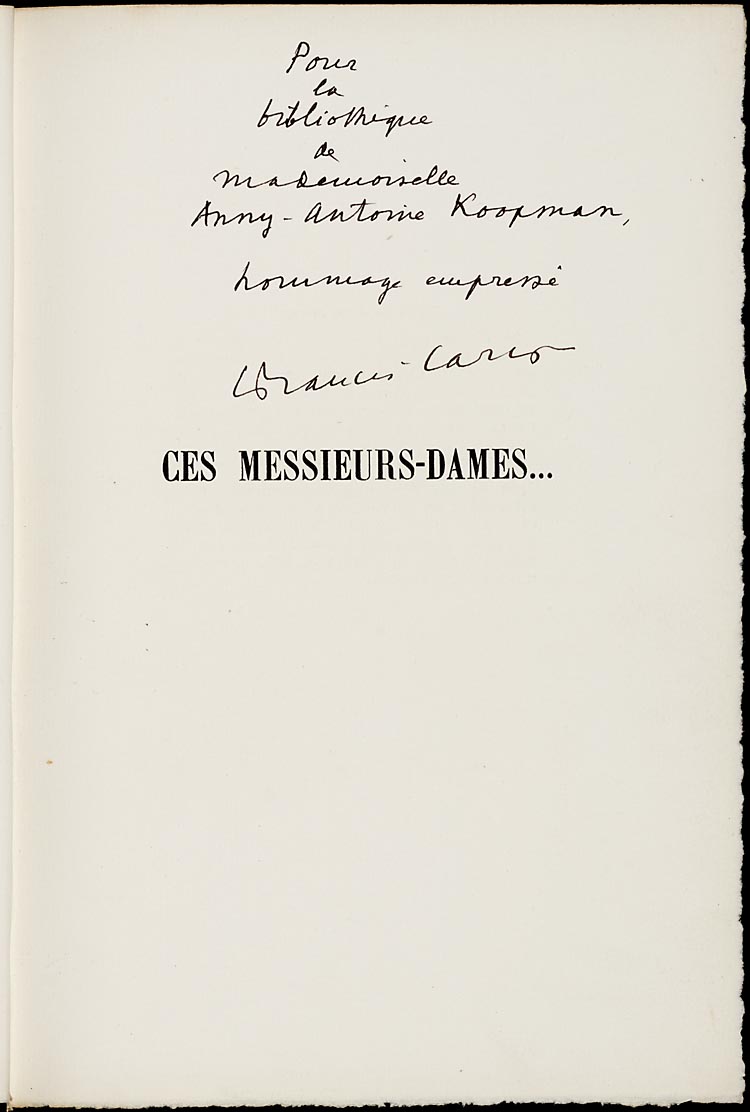 Pour
la
bibliothèque
de
mademoiselle
Anny-Antoine Koopman,
hommage empressé
Francis Carco
CES MESSIEURS-DAMES...